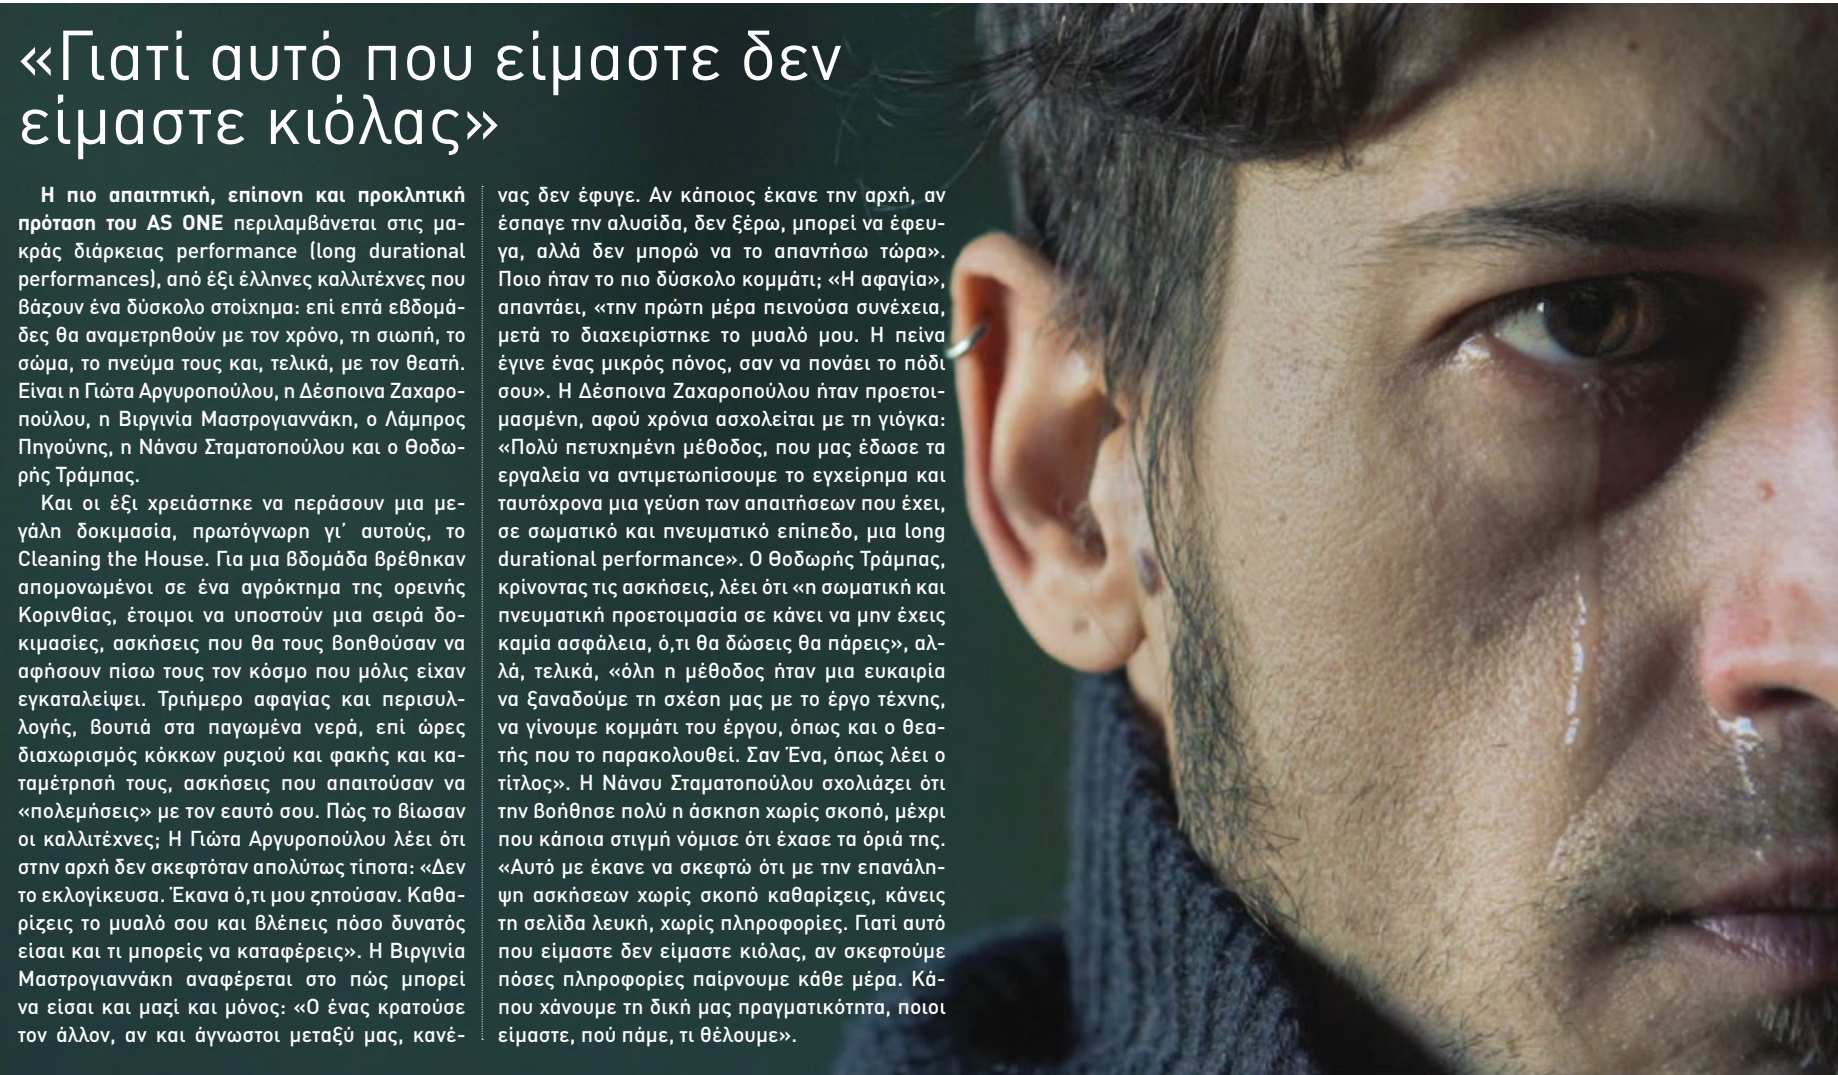 «Γιατί αυτό που είμαστε δεν
είμαστε κιόλας»
Η πιο απαιτητική, επίπονη και προκλητική
πρόταση του AS ONE περιλαμβάνεται στις μα-
κράς διάρκειας performance (long durational
performances), από έξι έλληνες καλλιτέχνες που
βάζουν ένα δύσκολο στοίχημα: επί επτά εβδομά-
δες θα αναμετρηθούν με τον χρόνο, τη σιωπή, το
σώμα, το πνεύμα τους και, τελικά, με τον θεατή.
Είναι η Γιώτα Αργυροπούλου, η Δέσποινα Ζαχαρο-
πούλου, η Βιργινία Μαστρογιαννάκη, ο Λάμπρος
Πηγούνης, η Νάνσυ Σταματοπούλου και ο Θοδω-
ρής Τράμπας.
Και οι έξι χρειάστηκε να περάσουν μια με-
γάλη δοκιμασία, πρωτόγνωρη γι' αυτούς, το
Cleaning the House. Για μια βδομάδα βρέθηκαν
απομονωμένοι σε ένα αγρόκτημα της ορεινής
Κορινθίας, έτοιμοι να υποστούν μια σειρά δο-
κιμασίες, ασκήσεις που θα τους βοηθούσαν να
αφήσουν πίσω τους τον κόσμο που μόλις είχαν
εγκαταλείψει. Τριήμερο αφαγίας και περισυλ-
λογής, βουτιά στα παγωμένα νερά, επί ώρες
διαχωρισμός κόκκων ρυζιού και φακής και κα-
ταμέτρησή τους, ασκήσεις που απαιτούσαν να
«πολεμήσεις» με τον εαυτό σου. Πώς το βίωσαν
οι καλλιτέχνες; Η Γιώτα Αργυροπούλου λέει ότι
στην αρχή δεν σκεφτόταν απολύτως τίποτα: «Δεν
το εκλογίκευσα. Έκανα ό,τι μου ζητούσαν. Καθα-
ρίζεις το μυαλό σου και βλέπεις πόσο δυνατός
είσαι και τι μπορείς να καταφέρεις». Η Βιργινία
Μαστρογιαννάκη αναφέρεται στο πώς μπορεί
να είσαι και μαζί και μόνος: «Ο ένας κρατούσε
τον άλλον, αν και άγνωστοι μεταξύ μας, κανέ-
νας δεν έφυγε. Αν κάποιος έκανε την αρχή, αν
έσπαγε την αλυσίδα, δεν ξέρω, μπορεί να έφευ-
γα, αλλά δεν μπορώ να το απαντήσω τώρα».
Ποιο ήταν το πιο δύσκολο κομμάτι; «Η αφαγία»,
απαντάει, «την πρώτη μέρα πεινούσα συνέχεια,
μετά το διαχειρίστηκε το μυαλό μου. Η πείνα
έγινε ένας μικρός πόνος, σαν να πονάει το πόδι
σου». Η Δέσποινα Ζαχαροπούλου ήταν προετοι-
μασμένη, αφού χρόνια ασχολείται με τη γιόγκα:
«Πολύ πετυχημένη μέθοδος, που μας έδωσε τα
εργαλεία να αντιμετωπίσουμε το εγχείρημα και
ταυτόχρονα μια γεύση των απαιτήσεων που έχει,
σε σωματικό και πνευματικό επίπεδο, μια long
durational performance». Ο Θοδωρής Τράμπας,
κρίνοντας τις ασκήσεις, λέει ότι «η σωματική και
πνευματική προετοιμασία σε κάνει να μην έχεις
καμία ασφάλεια, ό,τι θα δώσεις θα πάρεις», αλ-
λά, τελικά, «όλη η μέθοδος ήταν μια ευκαιρία
να ξαναδούμε τη σχέση μας με το έργο τέχνης,
να γίνουμε κομμάτι του έργου, όπως και ο θεα-
τής που το παρακολουθεί. Σαν Ένα, όπως λέει ο
τίτλος». Η Νάνσυ Σταματοπούλου σχολιάζει ότι
την βοήθησε πολύ η άσκηση χωρίς σκοπό, μέχρι
που κάποια στιγμή νόμισε ότι έχασε τα όριά της.
«Αυτό με έκανε να σκεφτώ ότι με την επανάλη-
ψη ασκήσεων χωρίς σκοπό καθαρίζεις, κάνεις
τη σελίδα λευκή, χωρίς πληροφορίες. Γιατί αυτό
που είμαστε δεν είμαστε κιόλας, αν σκεφτούμε
πόσες πληροφορίες παίρνουμε κάθε μέρα. Κά-
που χάνουμε τη δική μας πραγματικότητα, ποιοι
είμαστε, πού πάμε, τι θέλουμε».